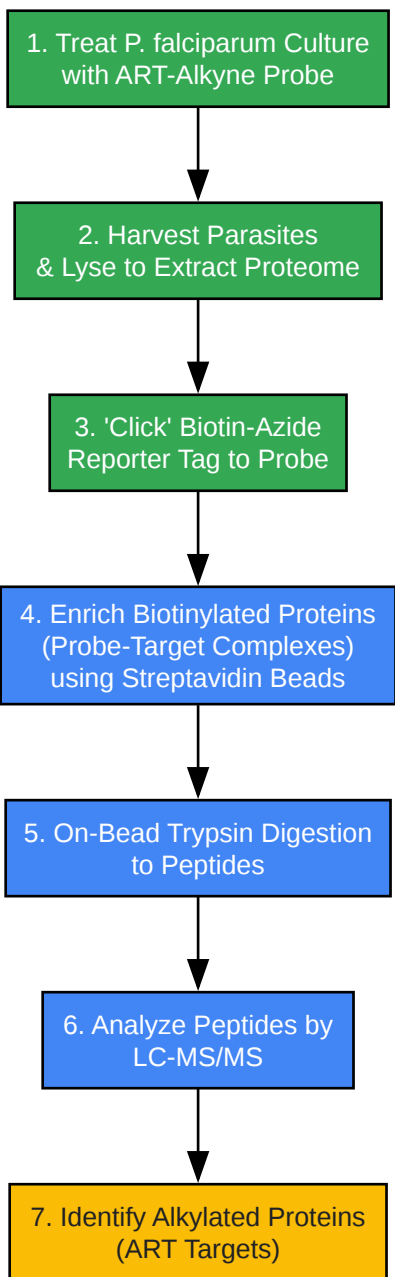 1. Treat P. falciparum Culture
with ART-Alkyne Probe
2. Harvest Parasites
& Lyse to Extract Proteome
3. 'Click' Biotin-Azide
Reporter Tag to Probe
4. Enrich Biotinylated Proteins
(Probe-Target Complexes)
using Streptavidin Beads
5. On-Bead Trypsin Digestion
to Peptides
6. Analyze Peptides by
LC-MS/MS
7. Identify Alkylated Proteins
(ART Targets)